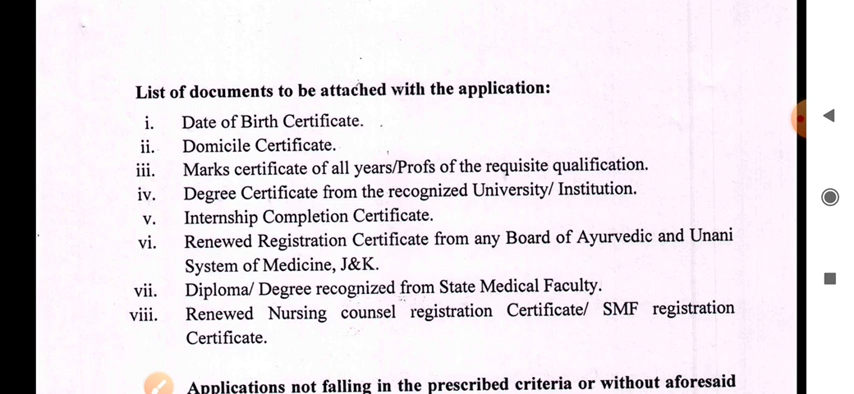 List of documents to be attached with the application:
i. Date of Birth Certificate.
ii. Domicile Certificate.
iii. Marks certificate of all years/Profs of the requisite qualification.
iv. Degree Certificate from the recognized University/ Institution.
v. Internship Completion Certificate.
vi. Renewed Registration Certificate from any Board of Ayurvedic and Unani
System of Medicine, J&K.
vii. Diploma/ Degree recognized from State Medical Faculty.
viii. Renewed Nursing counsel registration Certificate/ SMF registration
Certificate.
Applications not falling in the prescribed criteria or without aforesaid